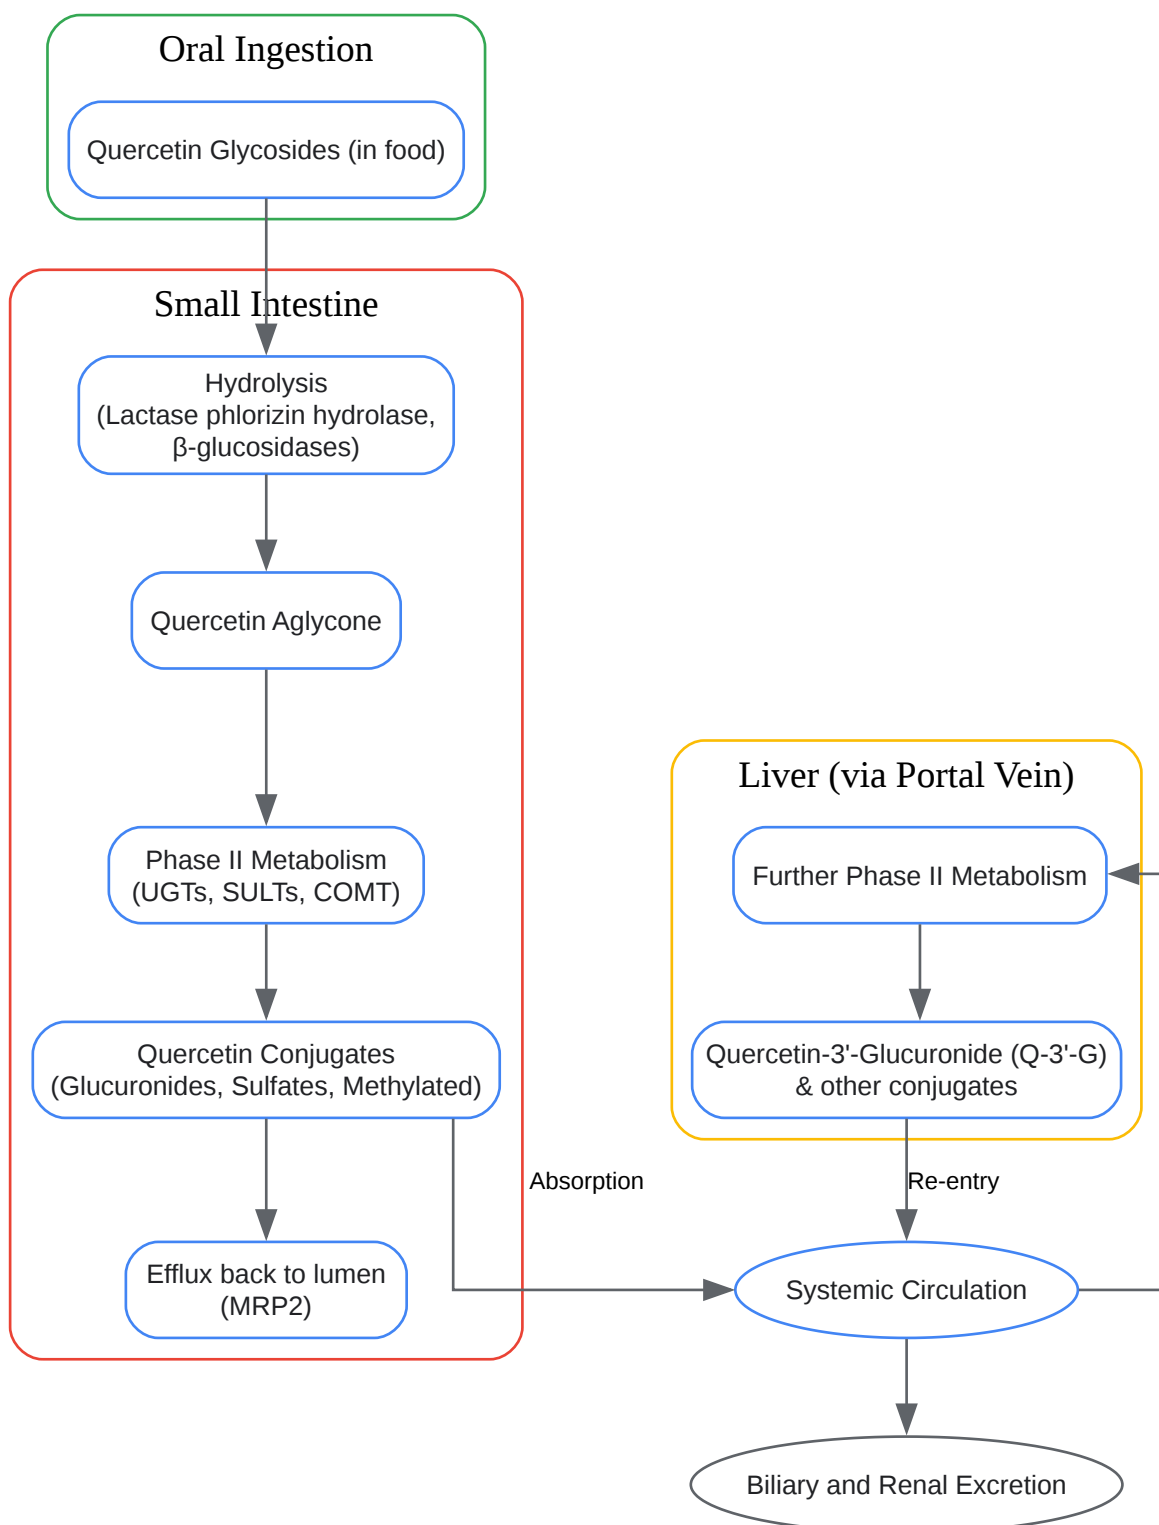 Oral Ingestion
Quercetin Glycosides (in food)
Small Intestine
Hydrolysis
(Lactase phlorizin hydrolase,
β-glucosidases)
Quercetin Aglycone
Phase II Metabolism
(UGTs, SULTs, COMT)
Quercetin Conjugates
(Glucuronides, Sulfates, Methylated)
Efflux back to lumen
(MRP2)
Absorption
Liver (via Portal Vein)
Further Phase II Metabolism
Quercetin-3'-Glucuronide (Q-3'-G)
& other conjugates
Re-entry
Systemic Circulation
Biliary and Renal Excretion